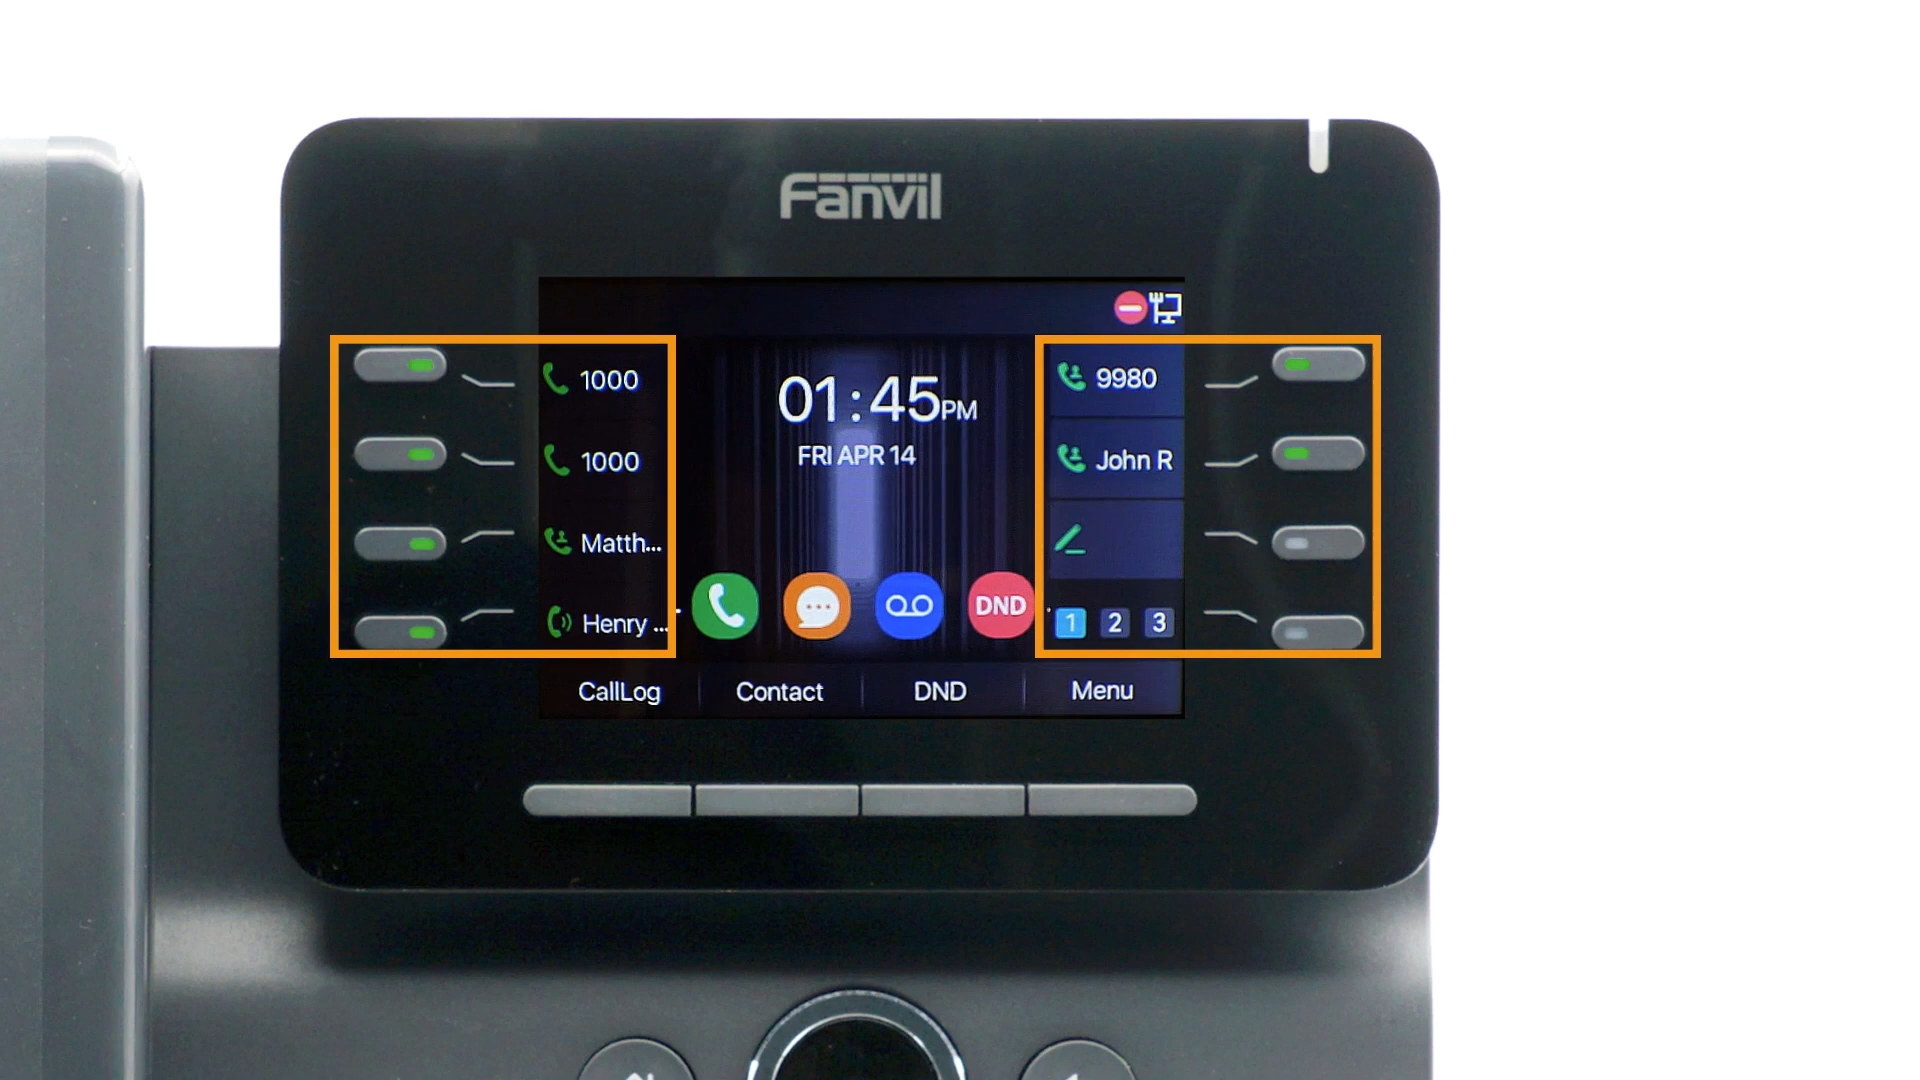 Fanvil
1000
1000
Matth...
Henry ...
01:45PM
FRI APR 14
DND
9980
John R
1 2 3
CallLog Contact DND Menu